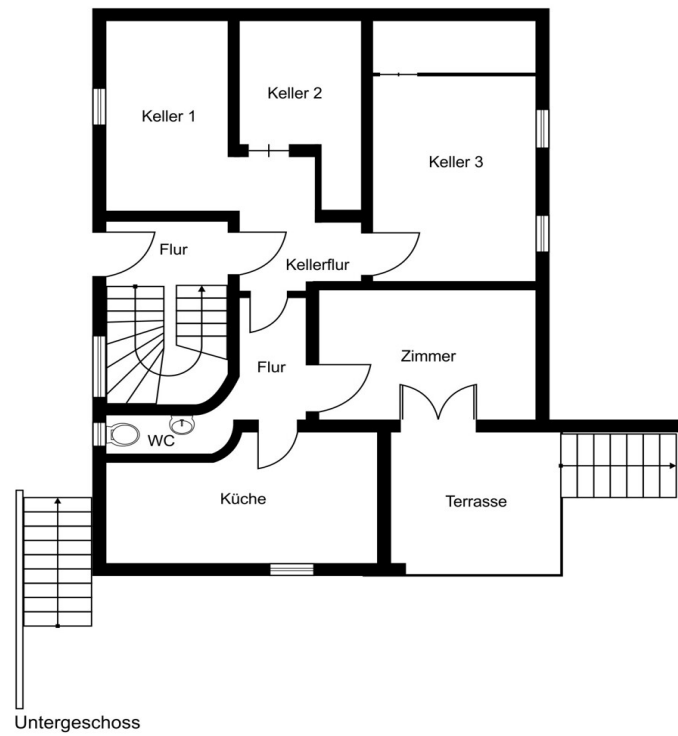 Keller 1
Keller 2
Keller 3
Flur
Kellerflur
Flur
Zimmer
WC
Küche
Terrasse
Untergeschoss